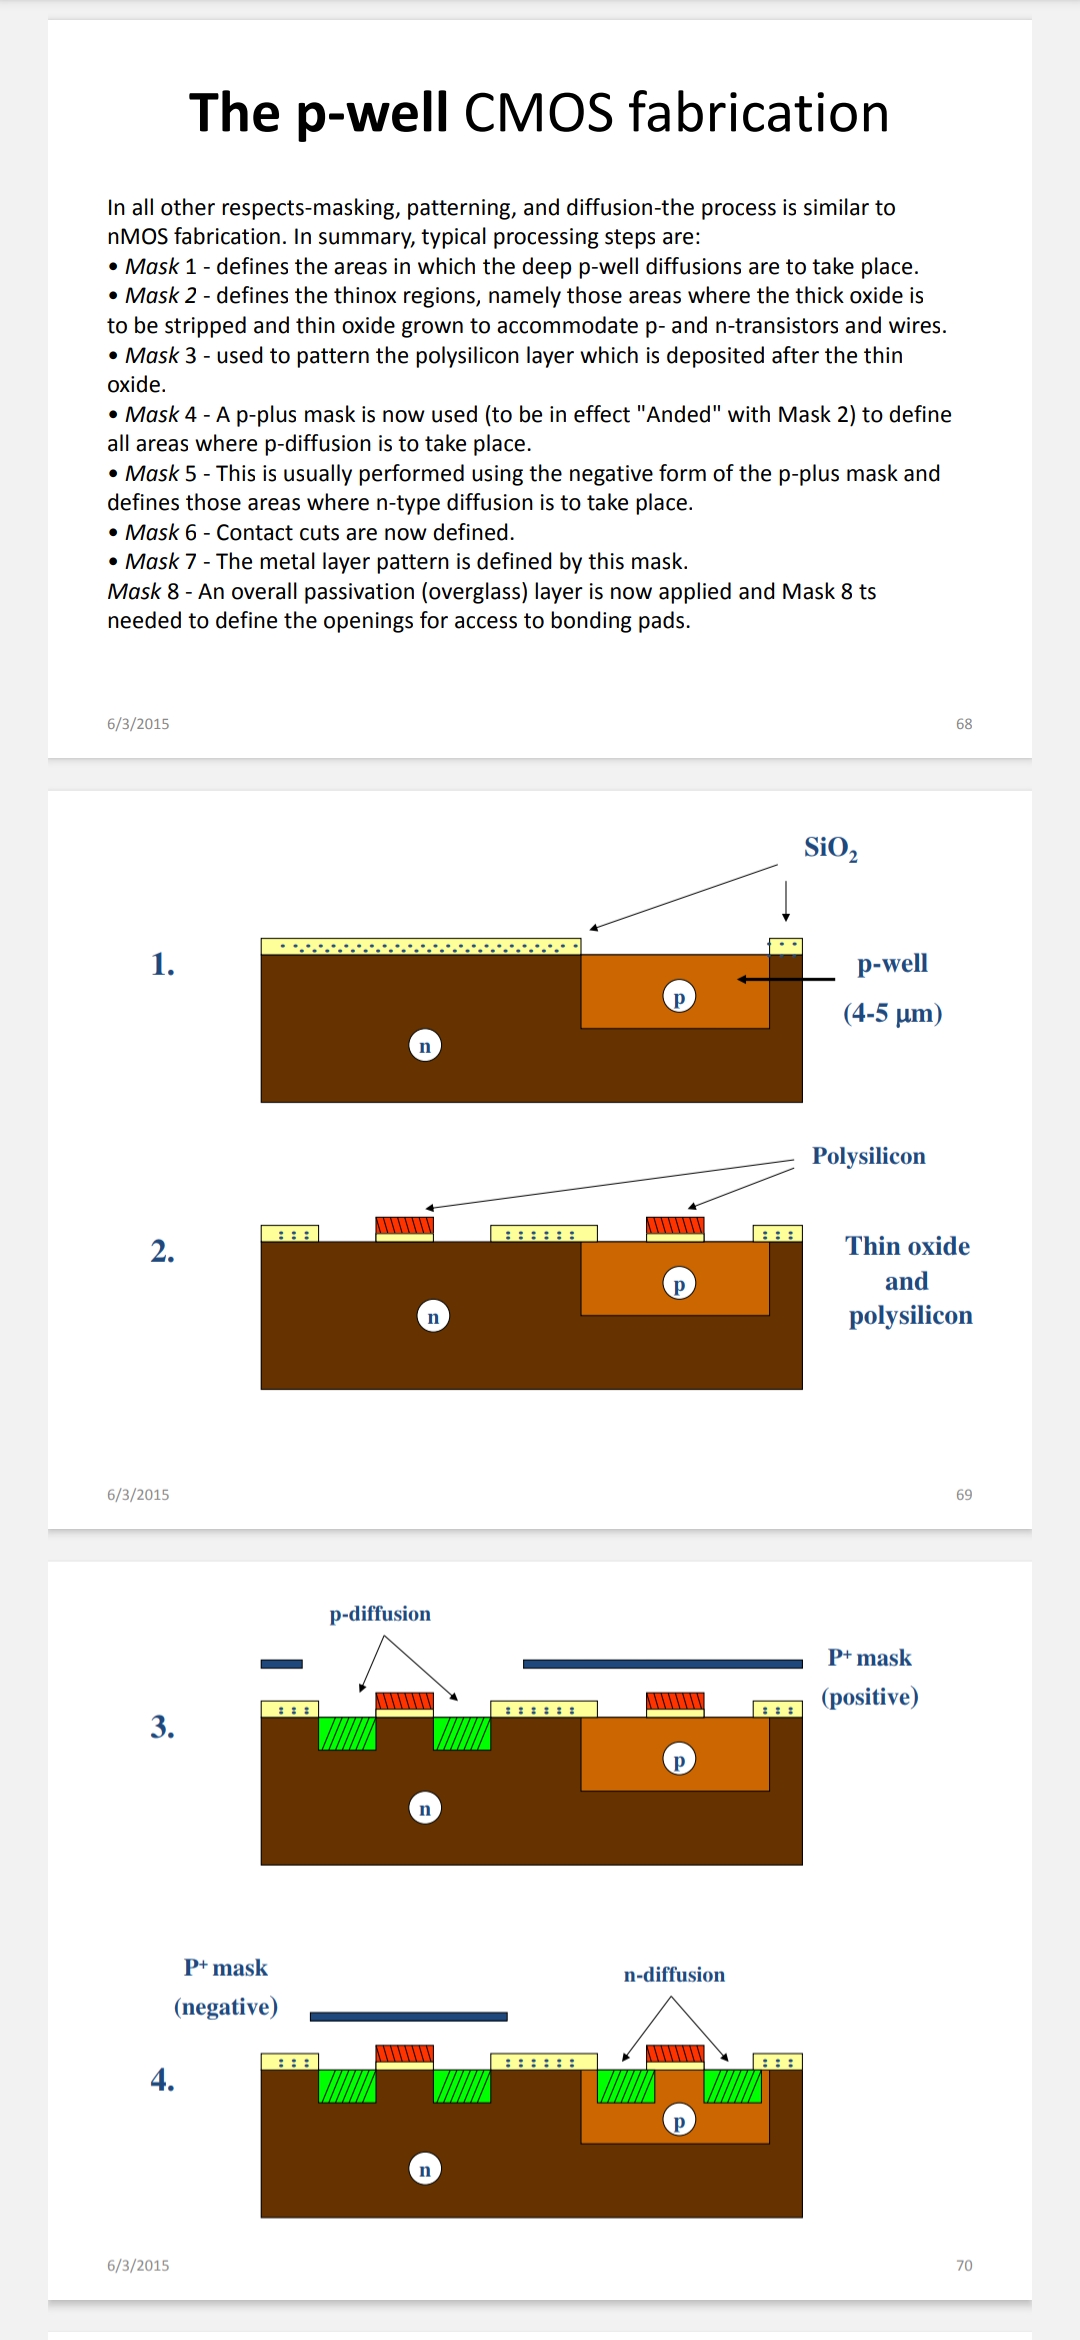 The p-well CMOS fabrication
In all other respects-masking, patterning, and diffusion-the process is similar to
nMOS fabrication. In summary, typical processing steps are:
• Mask 1 - defines the areas in which the deep p-well diffusions are to take place.
• Mask 2 - defines the thinox regions, namely those areas where the thick oxide is
to be stripped and thin oxide grown to accommodate p- and n-transistors and wires.
• Mask 3 - used to pattern the polysilicon layer which is deposited after the thin
oxide.
• Mask 4 - A p-plus mask is now used (to be in effect "Anded" with Mask 2) to define
all areas where p-diffusion is to take place.
• Mask 5 - This is usually performed using the negative form of the p-plus mask and
defines those areas where n-type diffusion is to take place.
• Mask 6 - Contact cuts are now defined.
• Mask 7 - The metal layer pattern is defined by this mask.
Mask 8 - An overall passivation (overglass) layer is now applied and Mask 8 ts
needed to define the openings for access to bonding pads.
6/3/2015
68
SiO₂
1.
p-well
(4-5 μm)
p
n
Polysilicon
2.
Thin oxide
and
polysilicon
p
n
6/3/2015
69
p-diffusion
P⁺ mask
(positive)
3.
p
n
P⁺ mask
(negative)
n-diffusion
4.
p
n
6/3/2015
70